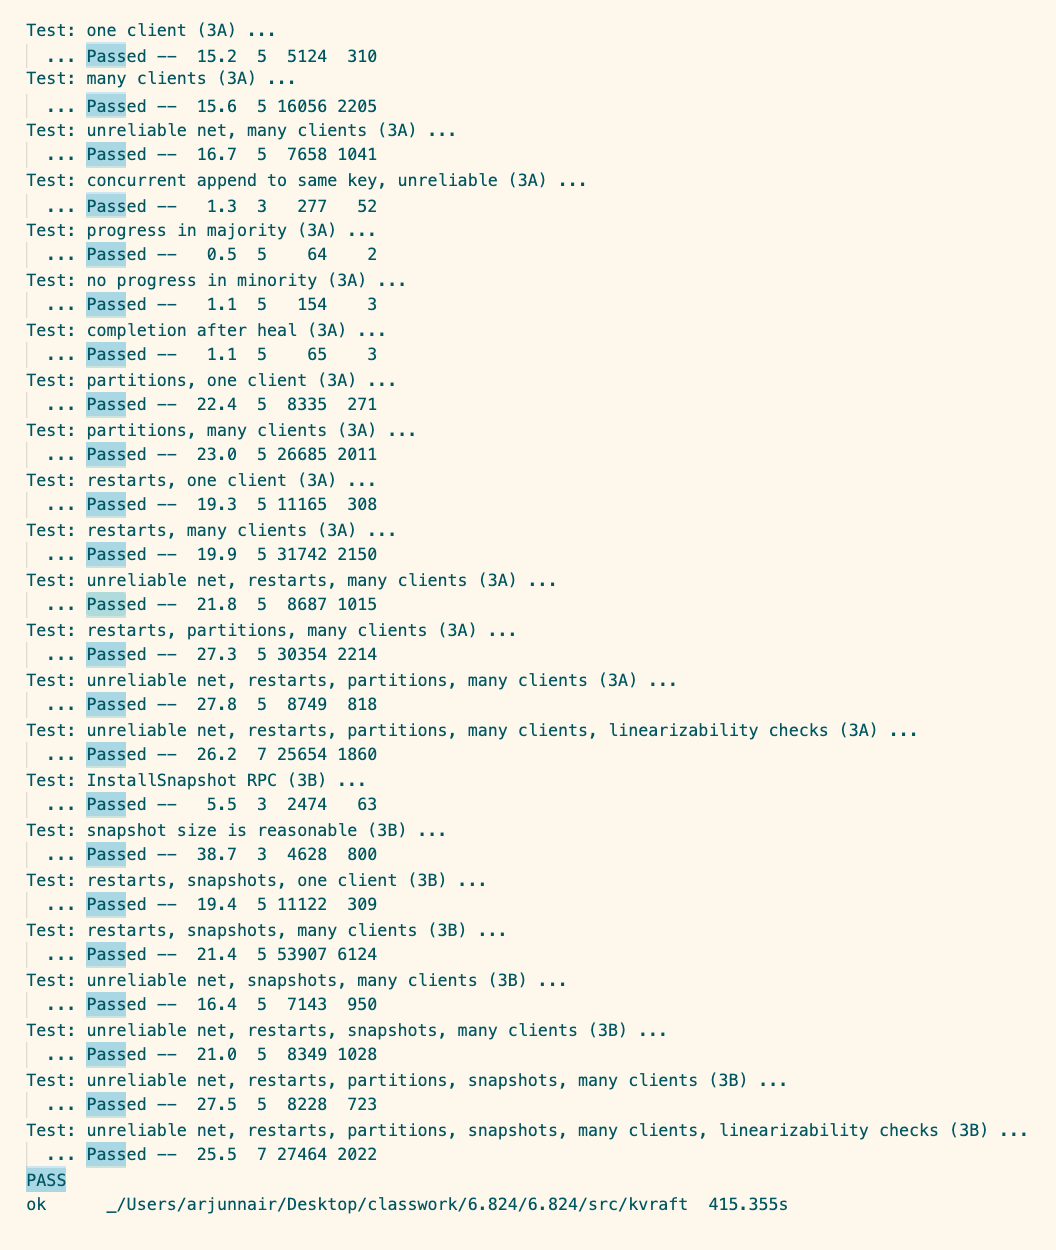 Test: one client (3A) ...
  ... Passed --  15.2  5  5124  310
Test: many clients (3A) ...
  ... Passed --  15.6  5 16056 2205
Test: unreliable net, many clients (3A) ...
  ... Passed --  16.7  5  7658 1041
Test: concurrent append to same key, unreliable (3A) ...
  ... Passed --   1.3  3   277   52
Test: progress in majority (3A) ...
  ... Passed --   0.5  5    64    2
Test: no progress in minority (3A) ...
  ... Passed --   1.1  5   154    3
Test: completion after heal (3A) ...
  ... Passed --   1.1  5    65    3
Test: partitions, one client (3A) ...
  ... Passed --  22.4  5  8335  271
Test: partitions, many clients (3A) ...
  ... Passed --  23.0  5 26685 2011
Test: restarts, one client (3A) ...
  ... Passed --  19.3  5 11165  308
Test: restarts, many clients (3A) ...
  ... Passed --  19.9  5 31742 2150
Test: unreliable net, restarts, many clients (3A) ...
  ... Passed --  21.8  5  8687 1015
Test: restarts, partitions, many clients (3A) ...
  ... Passed --  27.3  5 30354 2214
Test: unreliable net, restarts, partitions, many clients (3A) ...
  ... Passed --  27.8  5  8749  818
Test: unreliable net, restarts, partitions, many clients, linearizability checks (3A) ...
  ... Passed --  26.2  7 25654 1860
Test: InstallSnapshot RPC (3B) ...
  ... Passed --   5.5  3  2474   63
Test: snapshot size is reasonable (3B) ...
  ... Passed --  38.7  3  4628  800
Test: restarts, snapshots, one client (3B) ...
  ... Passed --  19.4  5 11122  309
Test: restarts, snapshots, many clients (3B) ...
  ... Passed --  21.4  5 53907 6124
Test: unreliable net, snapshots, many clients (3B) ...
  ... Passed --  16.4  5  7143  950
Test: unreliable net, restarts, snapshots, many clients (3B) ...
  ... Passed --  21.0  5  8349 1028
Test: unreliable net, restarts, partitions, snapshots, many clients (3B) ...
  ... Passed --  27.5  5  8228  723
Test: unreliable net, restarts, partitions, snapshots, many clients, linearizability checks (3B) ...
  ... Passed --  25.5  7 27464 2022
PASS
ok      _/Users/arjunnair/Desktop/classwork/6.824/6.824/src/kvraft  415.355s